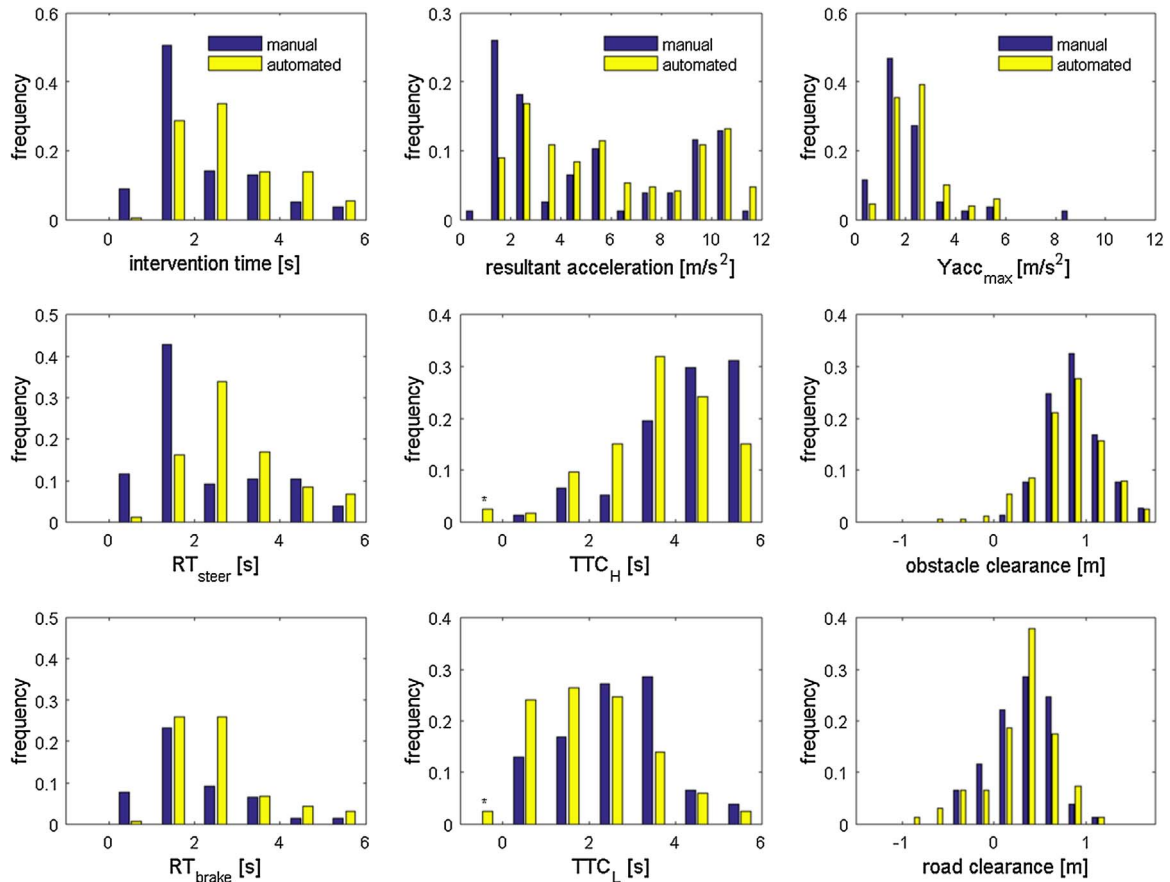 0.6
0.4
0.2
0
frequency
manual
automated
0 2 4 6
intervention time [s]
0.3
0.2
0.1
0
frequency
manual
automated
0 2 4 6 8 10 12
resultant acceleration [m/s²]
0.6
0.4
0.2
0
frequency
manual
automated
0 2 4 6 8 10 12
Yacc_max [m/s²]
0.5
0.4
0.3
0.2
0.1
0
frequency
0 2 4 6
RT_steer [s]
0.4
0.3
0.2
0.1
0
frequency
*
0 2 4 6
TTC_H [s]
0.4
0.3
0.2
0.1
0
frequency
-1 0 1
obstacle clearance [m]
0.5
0.4
0.3
0.2
0.1
0
frequency
0 2 4 6
RT_brake [s]
0.4
0.3
0.2
0.1
0
frequency
*
0 2 4 6
TTC_L [s]
0.4
0.3
0.2
0.1
0
frequency
-1 0 1
road clearance [m]